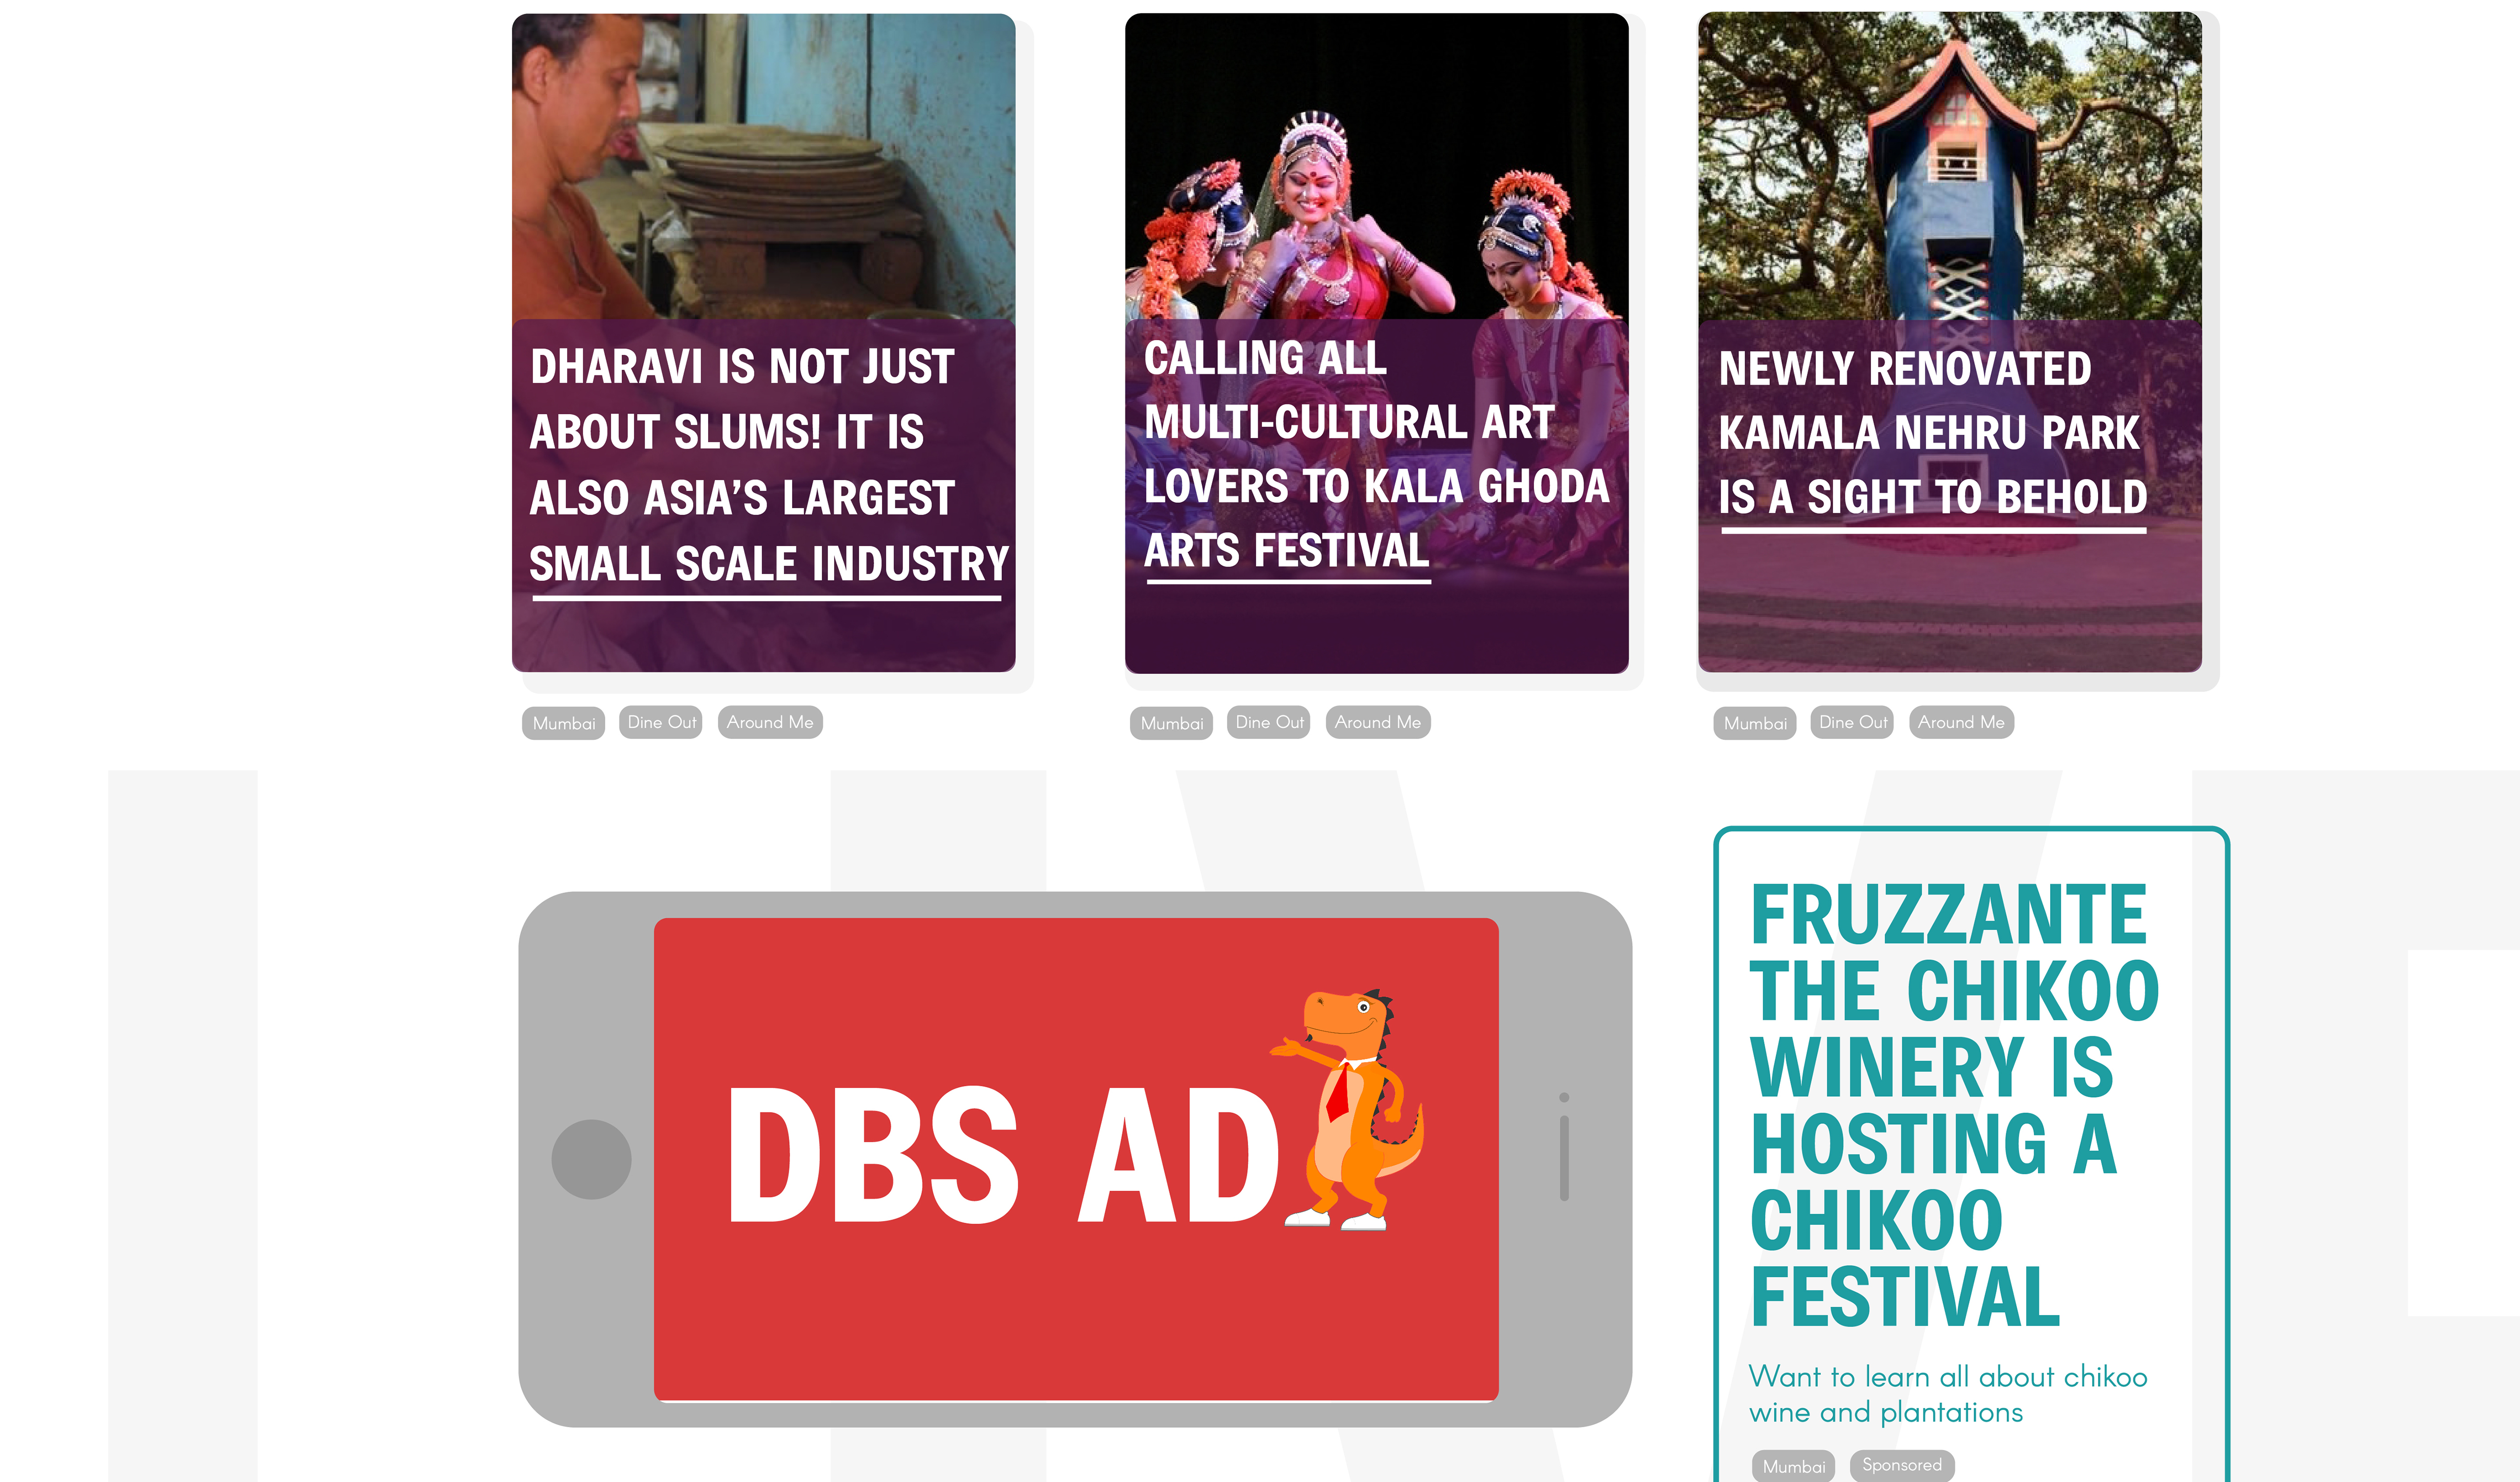 DHARAVI IS NOT JUST
ABOUT SLUMS! IT IS
ALSO ASIA’S LARGEST
SMALL SCALE INDUSTRY
Mumbai
Dine Out
Around Me
CALLING ALL
MULTI-CULTURAL ART
LOVERS TO KALA GHODA
ARTS FESTIVAL
Mumbai
Dine Out
Around Me
NEWLY RENOVATED
KAMALA NEHRU PARK
IS A SIGHT TO BEHOLD
Mumbai
Dine Out
Around Me
DBS AD
FRUZZANTE
THE CHIKOO
WINERY IS
HOSTING A
CHIKOO
FESTIVAL
Want to learn all about chikoo
wine and plantations
Mumbai
Sponsored